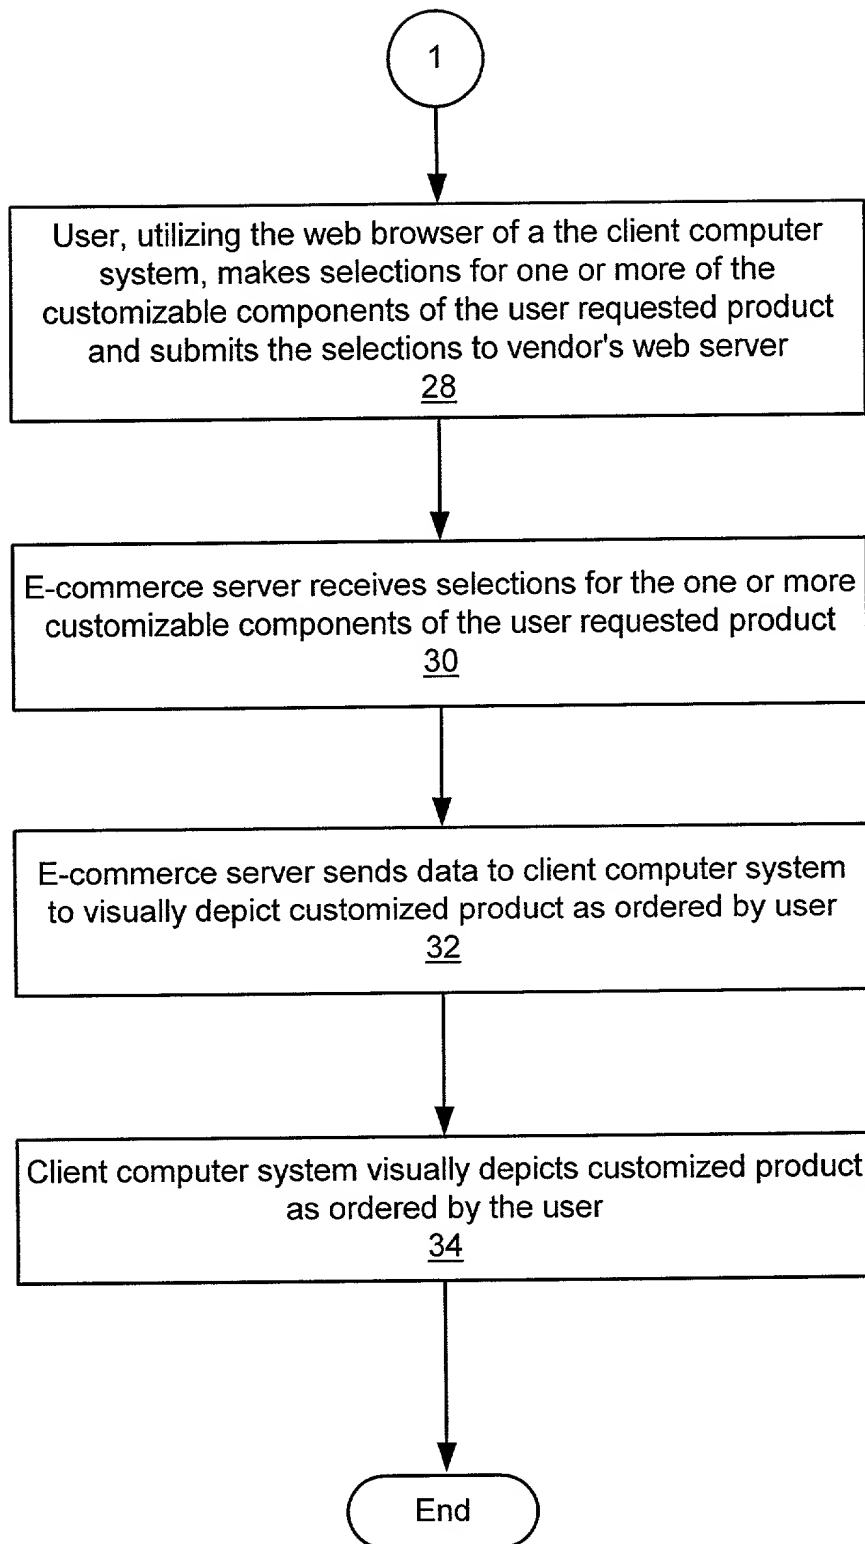 1
User, utilizing the web browser of a the client computer
system, makes selections for one or more of the
customizable components of the user requested product
and submits the selections to vendor's web server
28
E-commerce server receives selections for the one or more
customizable components of the user requested product
30
E-commerce server sends data to client computer system
to visually depict customized product as ordered by user
32
Client computer system visually depicts customized product
as ordered by the user
34
End